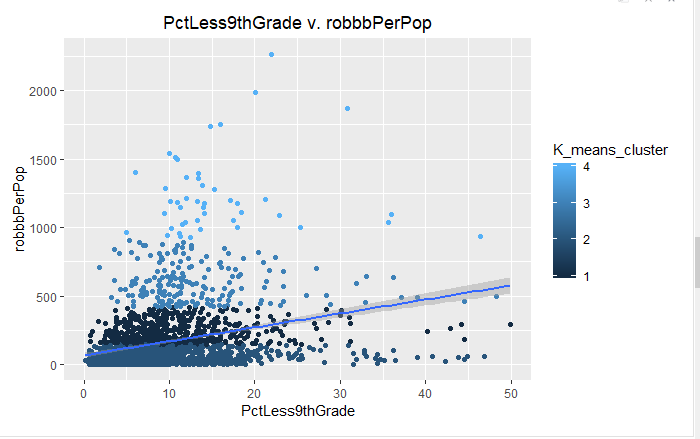 PctLess9thGrade v. robbbPerPop
2000
1500
1000
500
0
robbbPerPop
0 10 20 30 40 50
PctLess9thGrade
K_means_cluster
4
3
2
1